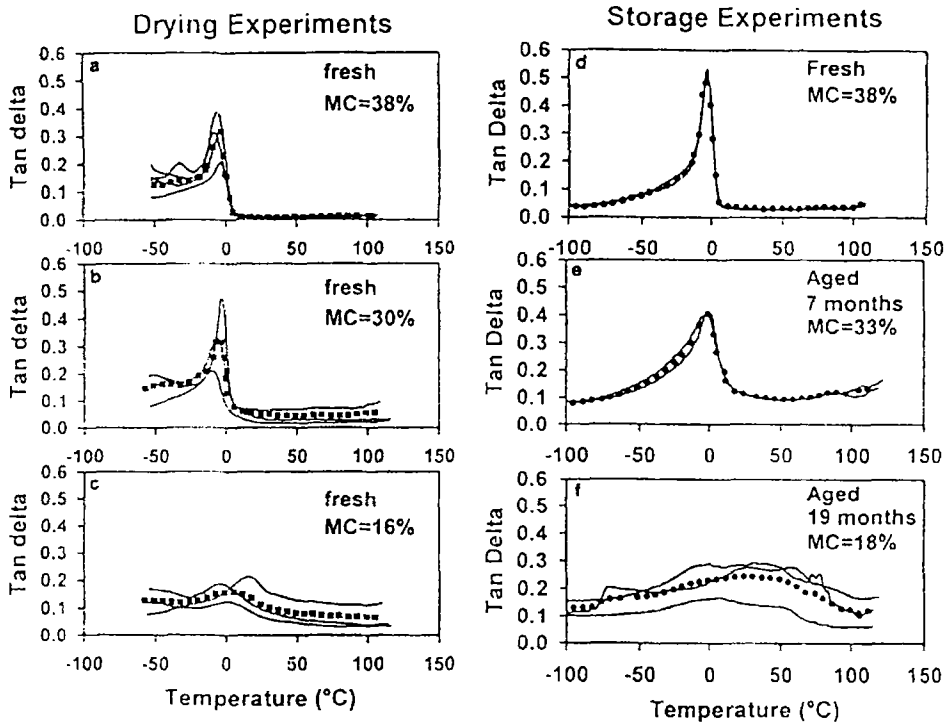 Drying Experiments
Storage Experiments
Tan delta
0.6
0.5
0.4
0.3
0.2
0.1
0.0
a
fresh
MC=38%
-100
-50
0
50
100
150
Tan Delta
0.6
0.5
0.4
0.3
0.2
0.1
0.0
d
Fresh
MC=38%
-100
-50
0
50
100
150
Tan delta
0.6
0.5
0.4
0.3
0.2
0.1
0.0
b
fresh
MC=30%
-100
-50
0
50
100
150
Tan Delta
0.6
0.5
0.4
0.3
0.2
0.1
0.0
e
Aged
7 months
MC=33%
-100
-50
0
50
100
150
Tan delta
0.6
0.5
0.4
0.3
0.2
0.1
0.0
c
fresh
MC=16%
-100
-50
0
50
100
150
Temperature (°C)
Tan Delta
0.6
0.5
0.4
0.3
0.2
0.1
0.0
f
Aged
19 months
MC=18%
-100
-50
0
50
100
150
Temperature (°C)